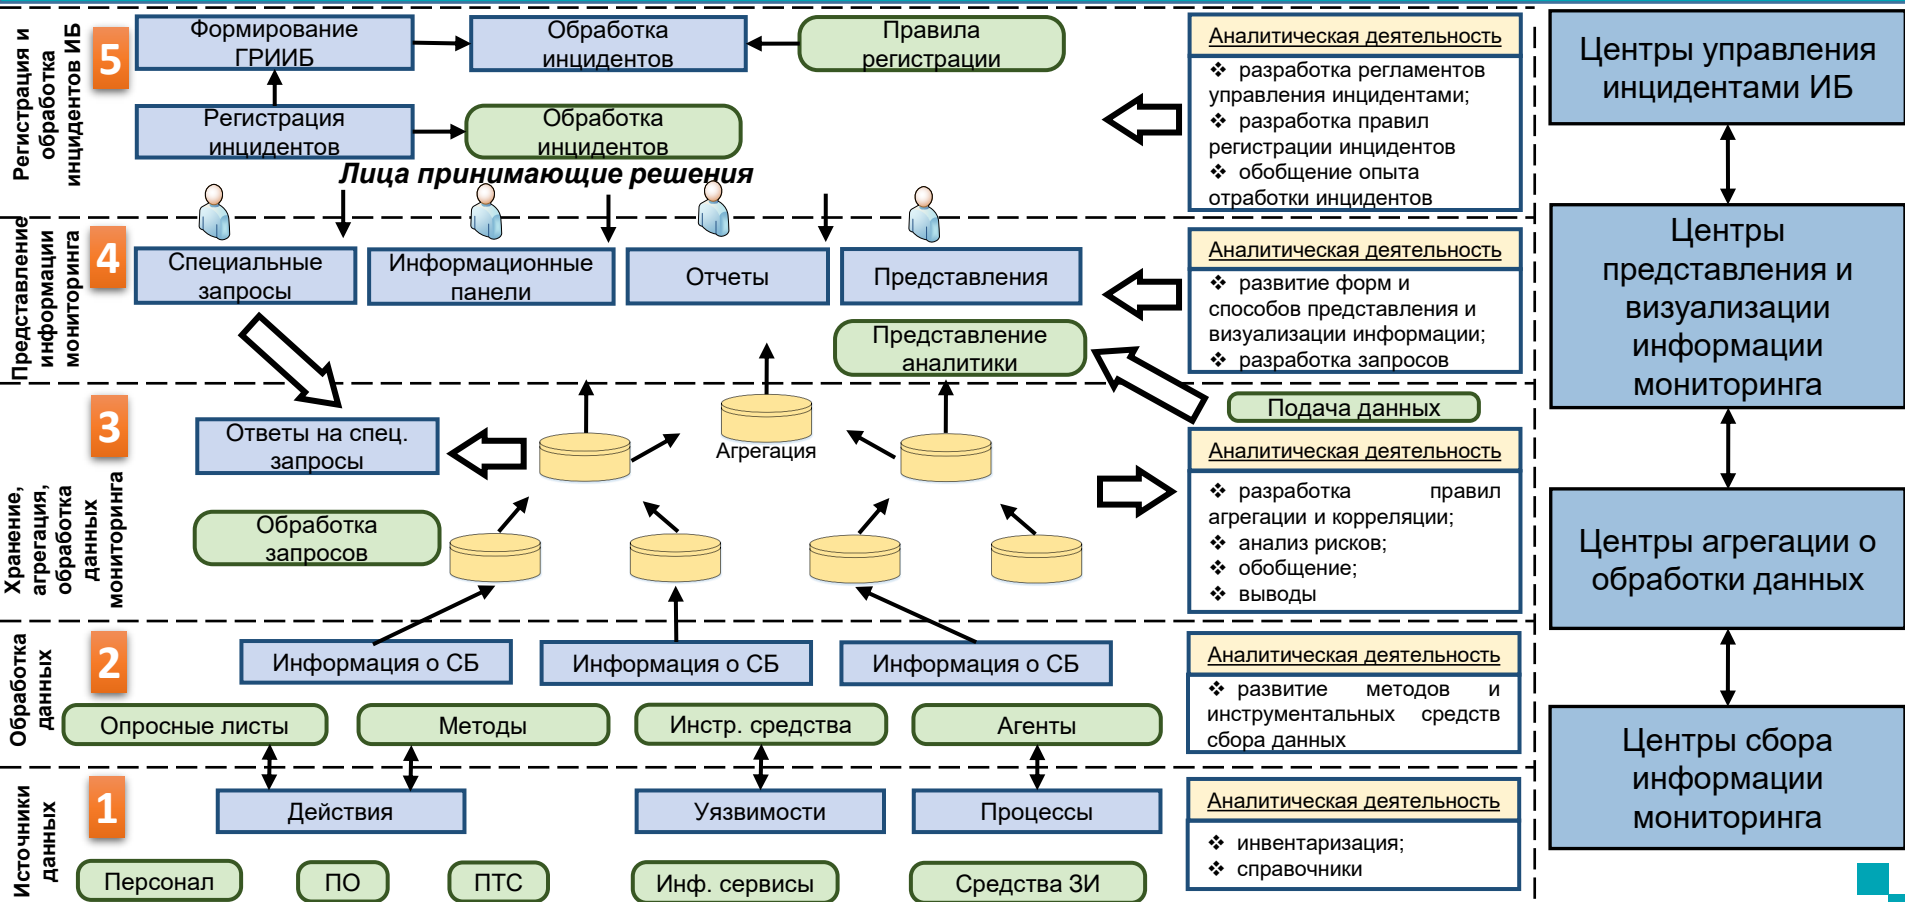 Регистрация и
обработка
инцидентов ИБ
5
Формирование
ГРИИБ
Обработка
инцидентов
Правила
регистрации
Регистрация
инцидентов
Обработка
инцидентов
Аналитическая деятельность
❖ разработка регламентов
управления инцидентами;
❖ разработка правил
регистрации инцидентов
❖ обобщение опыта
отработки инцидентов
Центры управления
инцидентами ИБ
Лица принимающие решения
Представление
информации
мониторинга
4
Специальные
запросы
Информационные
панели
Отчеты
Представления
Представление
аналитики
Аналитическая деятельность
❖ развитие форм и
способов представления и
визуализации информации;
❖ разработка запросов
Центры
представления и
визуализации
информации
мониторинга
Хранение,
агрегация,
обработка
данных
мониторинга
3
Ответы на спец.
запросы
Агрегация
Обработка
запросов
Подача данных
Аналитическая деятельность
❖ разработка правил
агрегации и корреляции;
❖ анализ рисков;
❖ обобщение;
❖ выводы
Центры агрегации о
обработки данных
Обработка
данных
2
Информация о СБ
Информация о СБ
Информация о СБ
Опросные листы
Методы
Инстр. средства
Агенты
Аналитическая деятельность
❖ развитие методов и
инструментальных средств
сбора данных
Центры сбора
информации
мониторинга
Источники
данных
1
Действия
Уязвимости
Процессы
Персонал
ПО
ПТС
Инф. сервисы
Средства ЗИ
Аналитическая деятельность
❖ инвентаризация;
❖ справочники